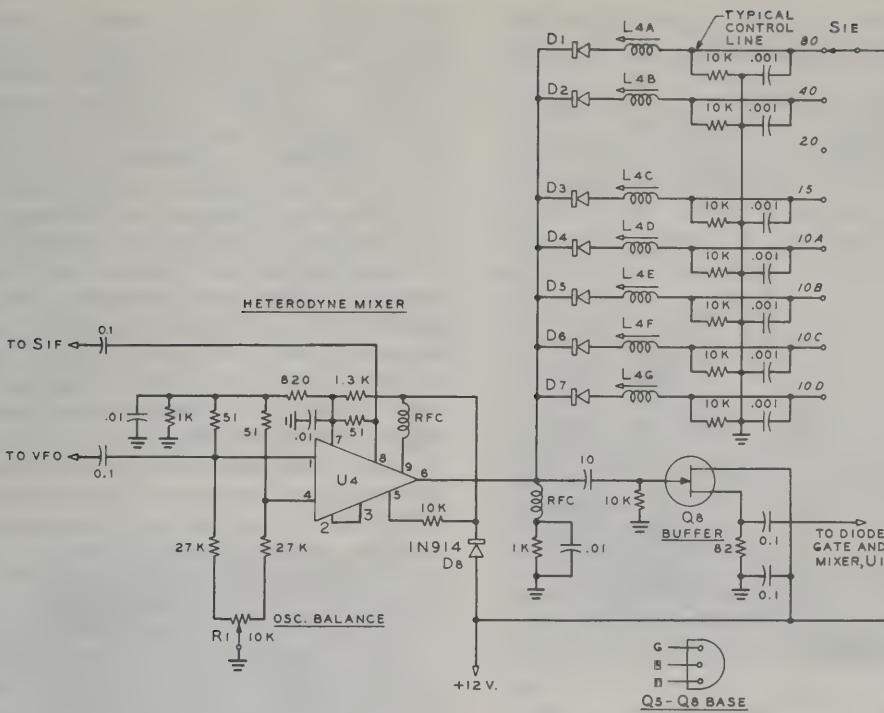 TYPICAL
CONTROL
LINE
S1E
D1
L4A
80
10K
.001
D2
L4B
40
10K
.001
20
D3
L4C
15
10K
.001
D4
L4D
10A
10K
.001
D5
L4E
10B
10K
.001
D6
L4F
10C
10K
.001
D7
L4G
10D
10K
.001
HETERODYNE MIXER
TO S1F
0.1
820
1.3K
.01
1K
51
51
.01
7
51
RFC
TO VFO
0.1
1
U4
8
9
6
4
5
2
3
10K
27K
27K
1N914
D8
OSC. BALANCE
R1
10K
+12V.
10
RFC
10K
1K
.01
Q8
BUFFER
82
0.1
0.1
TO DIODE
GATE AND
MIXER, U1
G
Q5-Q8 BASE